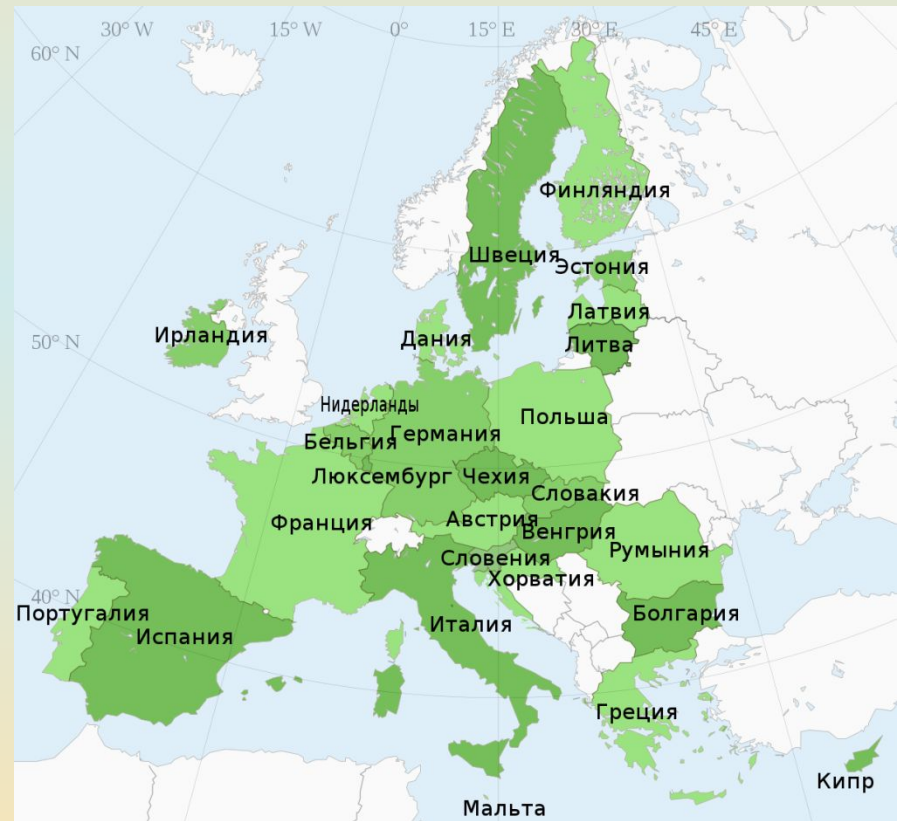 30° W
15° W
0°
15° E
30° E
45° E
60° N
Финляндия
Швеция
Эстония
Латвия
Ирландия
Дания
Литва
50° N
Нидерланды
Польша
Бельгия
Германия
Люксембург
Чехия
Словакия
Франция
Австрия
Венгрия
Румыния
Словения
Хорватия
40° N
Португалия
Испания
Италия
Болгария
Греция
Кипр
Мальта